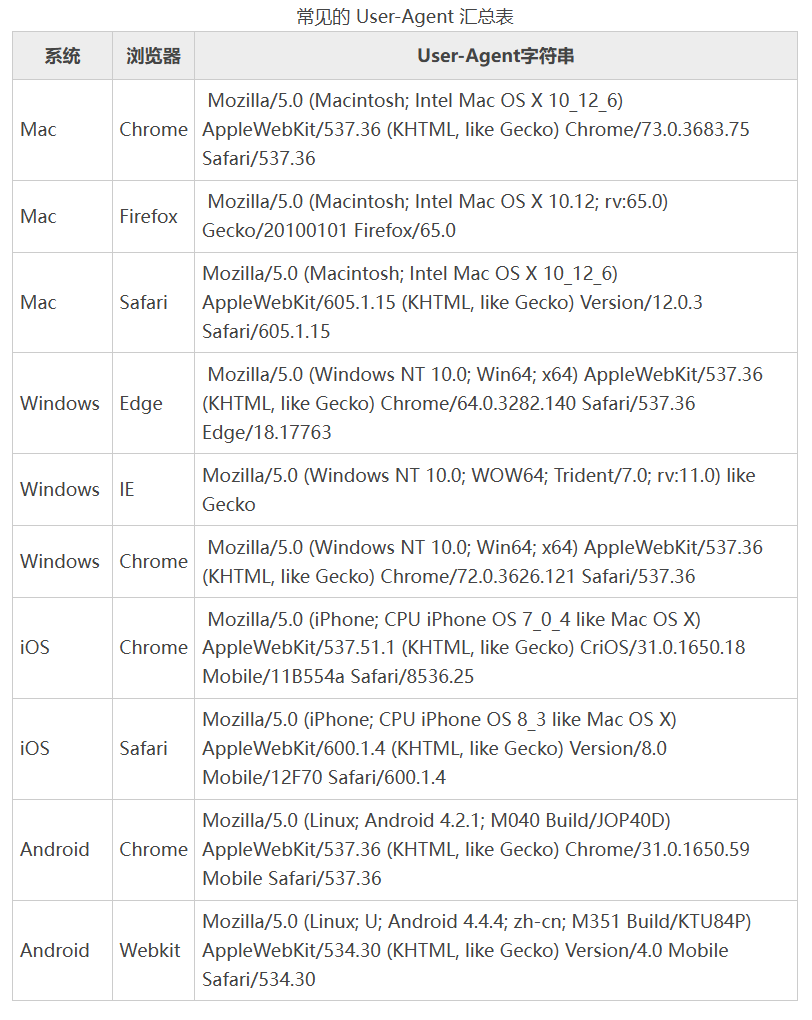 常见的 User-Agent 汇总表
系统 浏览器 User-Agent字符串
Mac Chrome Mozilla/5.0 (Macintosh; Intel Mac OS X 10_12_6)
AppleWebKit/537.36 (KHTML, like Gecko) Chrome/73.0.3683.75
Safari/537.36
Mac Firefox Mozilla/5.0 (Macintosh; Intel Mac OS X 10.12; rv:65.0)
Gecko/20100101 Firefox/65.0
Mac Safari Mozilla/5.0 (Macintosh; Intel Mac OS X 10_12_6)
AppleWebKit/605.1.15 (KHTML, like Gecko) Version/12.0.3
Safari/605.1.15
Windows Edge Mozilla/5.0 (Windows NT 10.0; Win64; x64) AppleWebKit/537.36
(KHTML, like Gecko) Chrome/64.0.3282.140 Safari/537.36
Edge/18.17763
Windows IE Mozilla/5.0 (Windows NT 10.0; WOW64; Trident/7.0; rv:11.0) like
Gecko
Windows Chrome Mozilla/5.0 (Windows NT 10.0; Win64; x64) AppleWebKit/537.36
(KHTML, like Gecko) Chrome/72.0.3626.121 Safari/537.36
iOS Chrome Mozilla/5.0 (iPhone; CPU iPhone OS 7_0_4 like Mac OS X)
AppleWebKit/537.51.1 (KHTML, like Gecko) CriOS/31.0.1650.18
Mobile/11B554a Safari/8536.25
iOS Safari Mozilla/5.0 (iPhone; CPU iPhone OS 8_3 like Mac OS X)
AppleWebKit/600.1.4 (KHTML, like Gecko) Version/8.0
Mobile/12F70 Safari/600.1.4
Android Chrome Mozilla/5.0 (Linux; Android 4.2.1; M040 Build/JOP40D)
AppleWebKit/537.36 (KHTML, like Gecko) Chrome/31.0.1650.59
Mobile Safari/537.36
Android Webkit Mozilla/5.0 (Linux; U; Android 4.4.4; zh-cn; M351 Build/KTU84P)
AppleWebKit/534.30 (KHTML, like Gecko) Version/4.0 Mobile
Safari/534.30